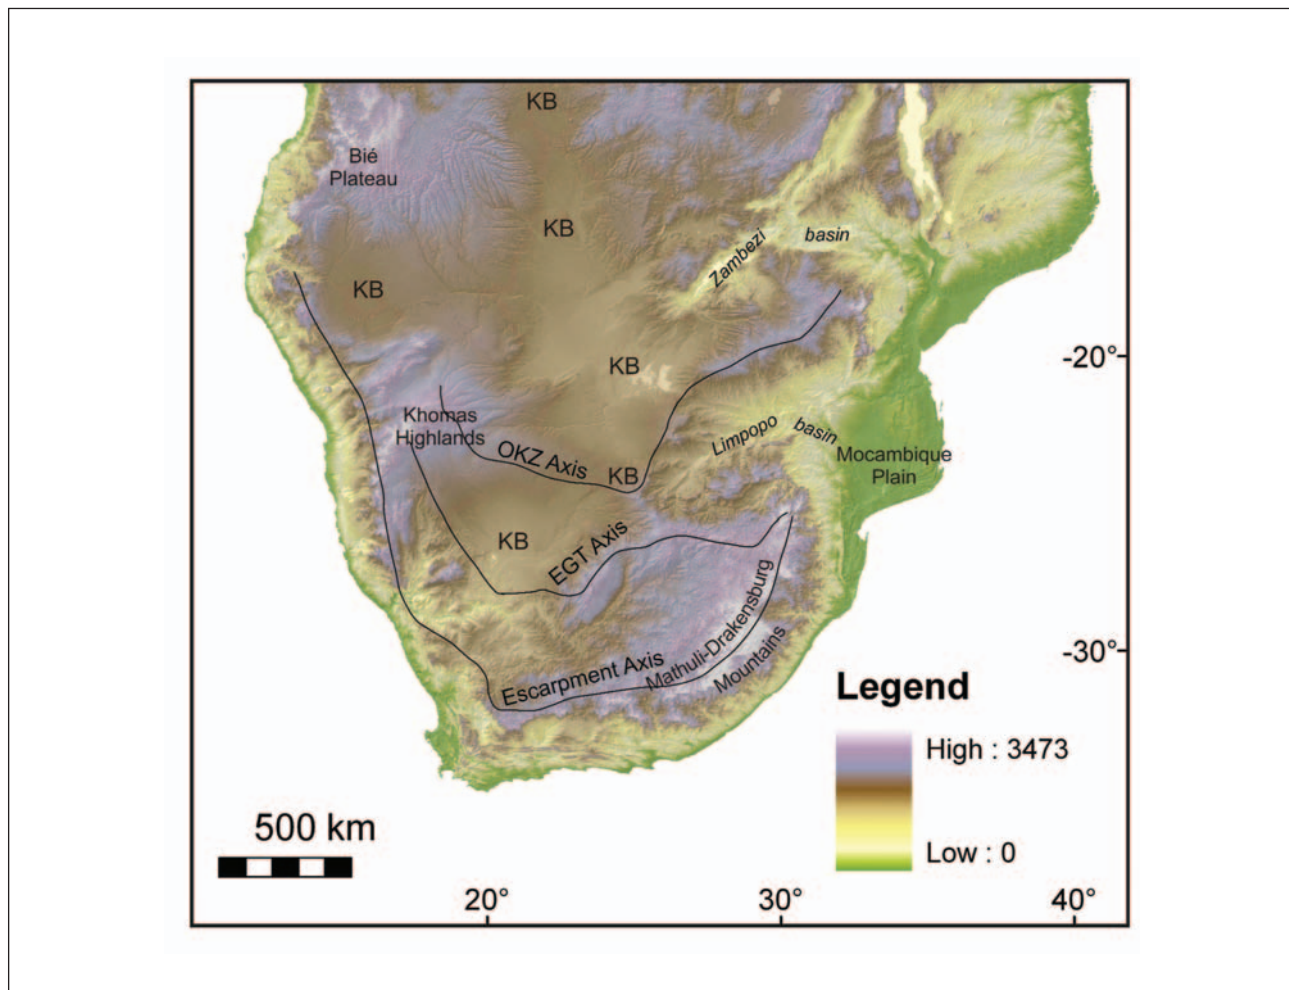 KB
Bié
Plateau
KB
Zambezi
basin
KB
-20°
KB
Khomas
Highlands
Limpopo
basin
OKZ Axis
KB
Mocambique
Plain
KB
EGT Axis
Mathuli-Drakensburg
Mountains
Escarpment Axis
-30°
Legend
High : 3473
Low : 0
500 km
20°
30°
40°